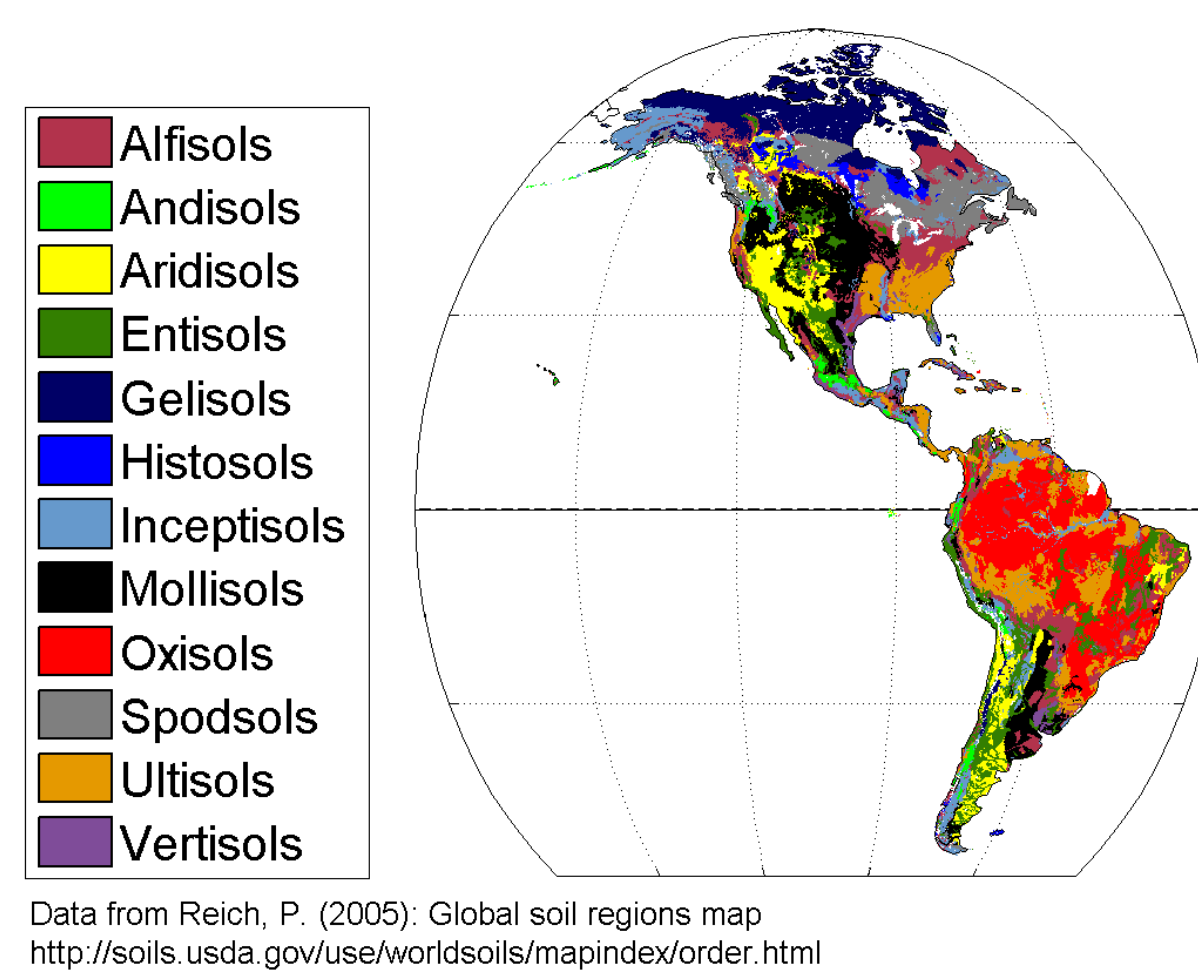 Alfisols
Andisols
Aridisols
Entisols
Gelisols
Histosols
Inceptisols
Mollisols
Oxisols
Spodsols
Ultisols
Vertisols
Data from Reich, P. (2005): Global soil regions map
http://soils.usda.gov/use/worldsoils/mapindex/order.html